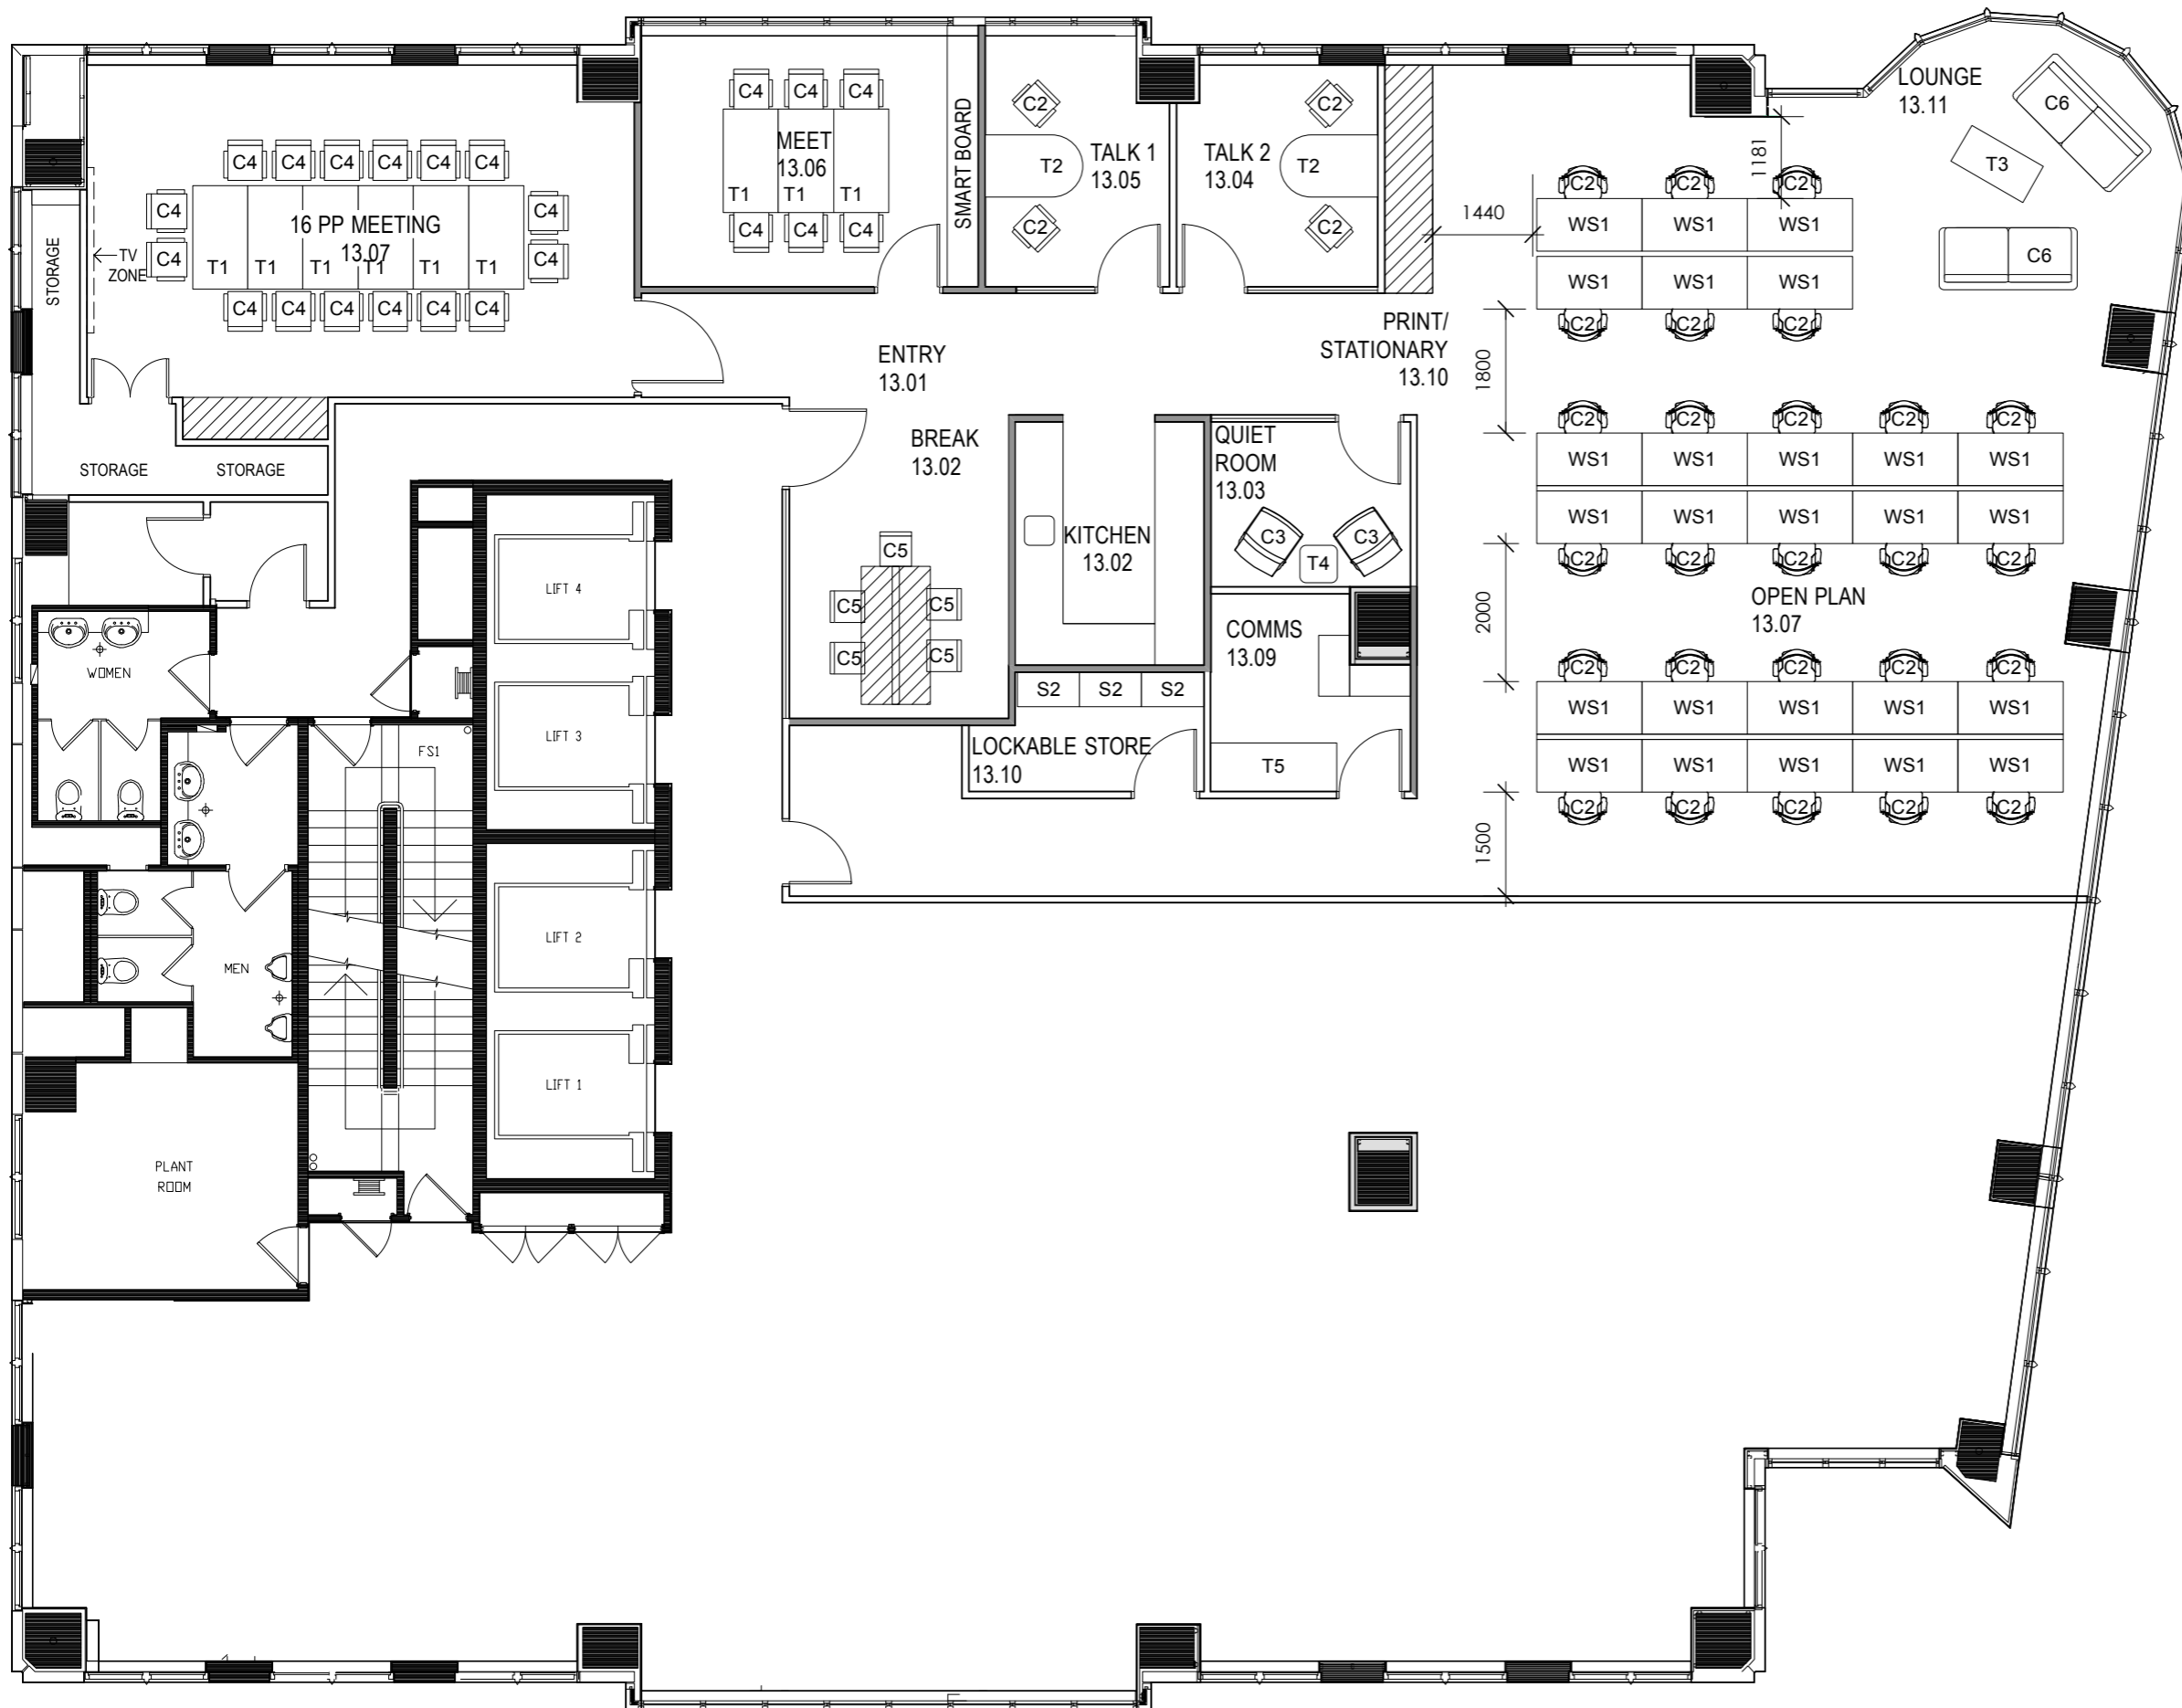 LOUNGE
13.11
C6
T3
C6
1181
C4 C4 C4
MEET
13.06
T1 T1 T1
C4 C4 C4
SMART BOARD
C2
T2
C2
TALK 1
13.05
TALK 2
13.04
C2
T2
C2
C4 C4 C4 C4 C4 C4
C4
C4
16 PP MEETING
13.07
T1 T1 T1 T1 T1 T1
C4
C4
C4 C4 C4 C4 C4 C4
TV
ZONE
STORAGE
STORAGE
STORAGE
1440
C2 C2 C2
WS1 WS1 WS1
WS1 WS1 WS1
C2 C2 C2
PRINT/
STATIONARY
13.10
1800
ENTRY
13.01
BREAK
13.02
C5
C5 C5
C5 C5
KITCHEN
13.02
QUIET
ROOM
13.03
C3 C3
T4
C2 C2 C2 C2 C2
WS1 WS1 WS1 WS1 WS1
WS1 WS1 WS1 WS1 WS1
C2 C2 C2 C2 C2
OPEN PLAN
13.07
2000
COMMS
13.09
S2 S2 S2
LOCKABLE STORE
13.10
T5
C2 C2 C2 C2 C2
WS1 WS1 WS1 WS1 WS1
WS1 WS1 WS1 WS1 WS1
C2 C2 C2 C2 C2
1500
LIFT 4
WOMEN
LIFT 3
FS1
LIFT 2
MEN
LIFT 1
PLANT
ROOM